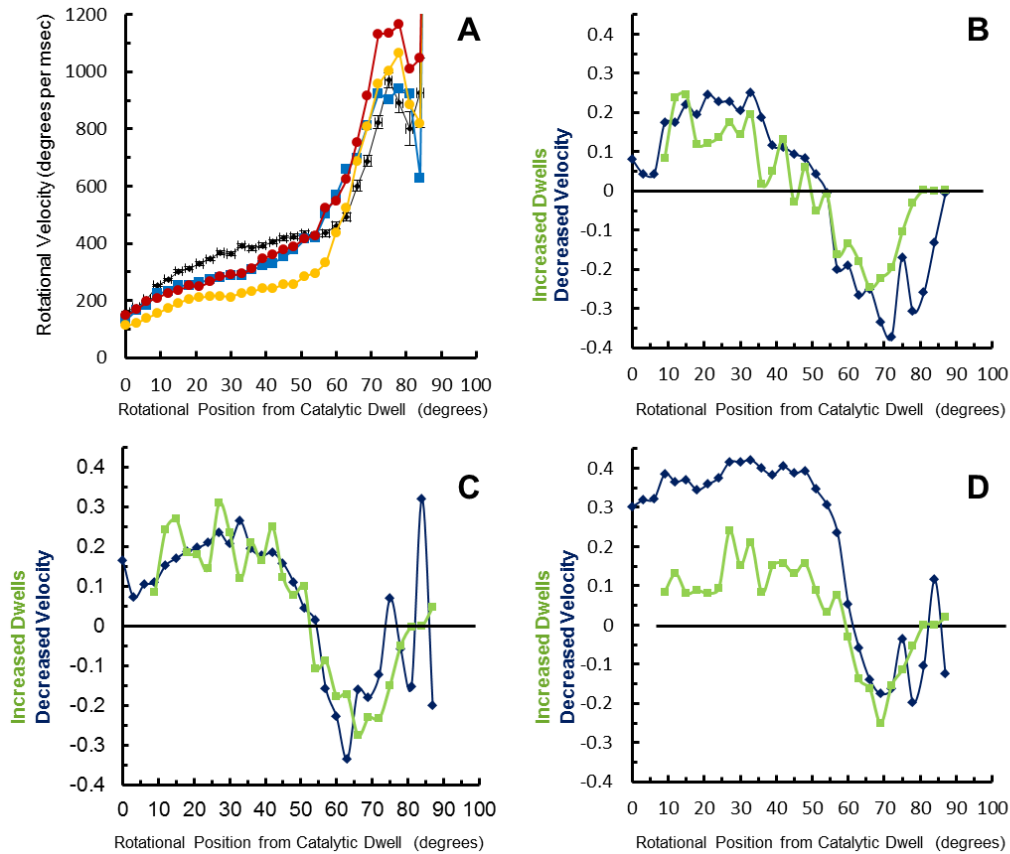 A
Rotational Velocity (degrees per msec)
1200
1000
800
600
400
200
0
0 10 20 30 40 50 60 70 80 90 100
Rotational Position from Catalytic Dwell (degrees)
B
Increased Dwells
Decreased Velocity
0.4
0.3
0.2
0.1
0
-0.1
-0.2
-0.3
-0.4
0 10 20 30 40 50 60 70 80 90 100
Rotational Position from Catalytic Dwell (degrees)
C
Increased Dwells
Decreased Velocity
0.4
0.3
0.2
0.1
0
-0.1
-0.2
-0.3
-0.4
0 10 20 30 40 50 60 70 80 90 100
Rotational Position from Catalytic Dwell (degrees)
D
Increased Dwells
Decreased Velocity
0.4
0.3
0.2
0.1
0
-0.1
-0.2
-0.3
-0.4
0 10 20 30 40 50 60 70 80 90 100
Rotational Position from Catalytic Dwell (degrees)